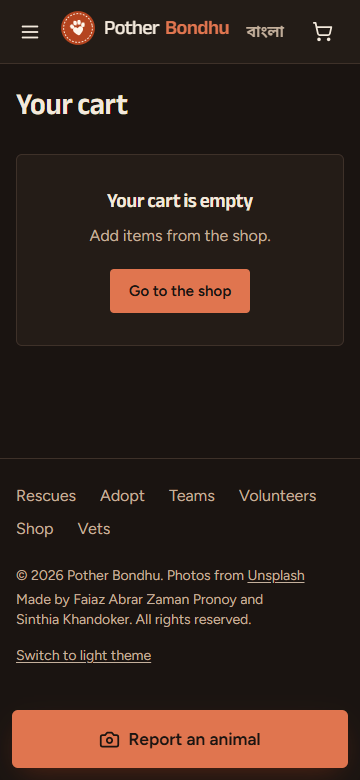 Pother Bondhu
বাংলা
Your cart
Your cart is empty
Add items from the shop.
Go to the shop
Rescues Adopt Teams Volunteers
Shop Vets
© 2026 Pother Bondhu. Photos from Unsplash
Made by Faiaz Abrar Zaman Pronoy and
Sinthia Khandoker. All rights reserved.
Switch to light theme
Report an animal